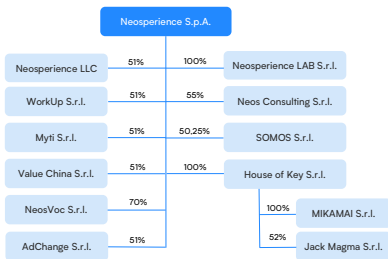 Neosperience S.p.A.
Neosperience LLC
51%
100%
Neosperience LAB S.r.l.
WorkUp S.r.l.
51%
55%
Neos Consulting S.r.l.
Myti S.r.l.
51%
50,25%
SOMOS S.r.l.
Value China S.r.l.
51%
100%
House of Key S.r.l.
NeosVoc S.r.l.
70%
100%
MIKAMAI S.r.l.
AdChange S.r.l.
51%
52%
Jack Magma S.r.l.